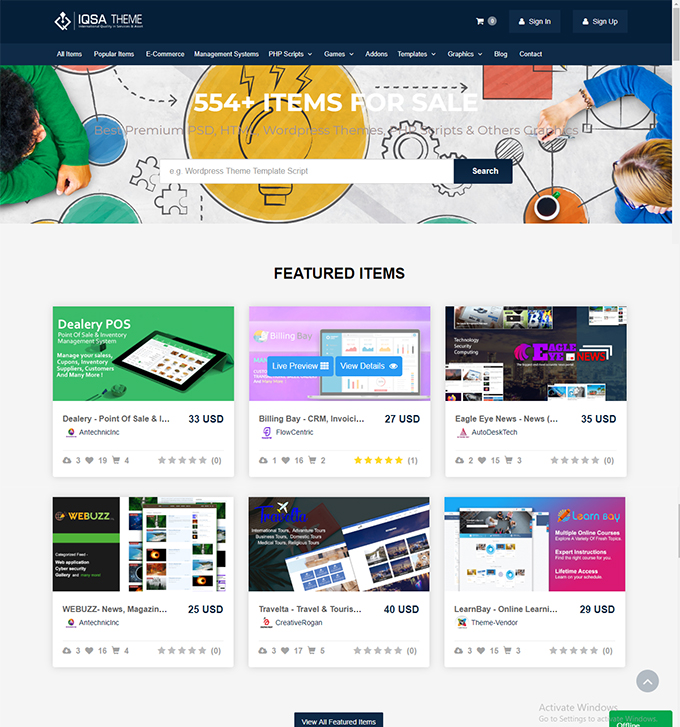 IQSA THEME
International Quality in Services & Asset
0
Sign In
Sign Up
All Items
Popular Items
E-Commerce
Management Systems
PHP Scripts
Games
Addons
Templates
Graphics
Blog
Contact
554+ ITEMS FOR SALE
Best Premium PSD, HTML, Wordpress Themes, PHP Scripts & Others Graphics
e.g. Wordpress Theme Template Script
Search
FEATURED ITEMS
Dealery POS
Point Of Sale & Inventory
Management System
Manage your sales,
Cupons, Inventory
Suppliers, Customers
And Many More !
Dealery - Point Of Sale & I...
33 USD
AntechnicInc
3 19 4
(0)
Billing Bay
Live Preview
View Details
And Many More
Billing Bay - CRM, Invoici...
27 USD
FlowCentric
1 16 2
(1)
Technology
Security
Computing
EAGLE
EYE NEWS
Eagle Eye News - News (...
35 USD
AutoDeskTech
2 15 3
(0)
WEBUZZ
Categorised Feed -
Web application
Cyber security
Gallery and many more!
WEBUZZ- News, Magazin...
25 USD
AntechnicInc
3 16 4
(0)
Travelta
International Tours, Adventure Tours
Business Tours, Domestic Tours
Medical Tours, Religious Tours
Travelta - Travel & Touris...
40 USD
CreativeRogan
3 17 5
(0)
Learn Bay
Multiple Online Courses
Explore A Variety Of Fresh Topics.
Expert Instructions
Find the right course for you.
Lifetime Access
Learn on your schedule.
LearnBay - Online Learni...
29 USD
Theme-Vendor
3 15 3
(0)
View All Featured Items
Activate Windows
Go to Settings to activate Windows.
Offline